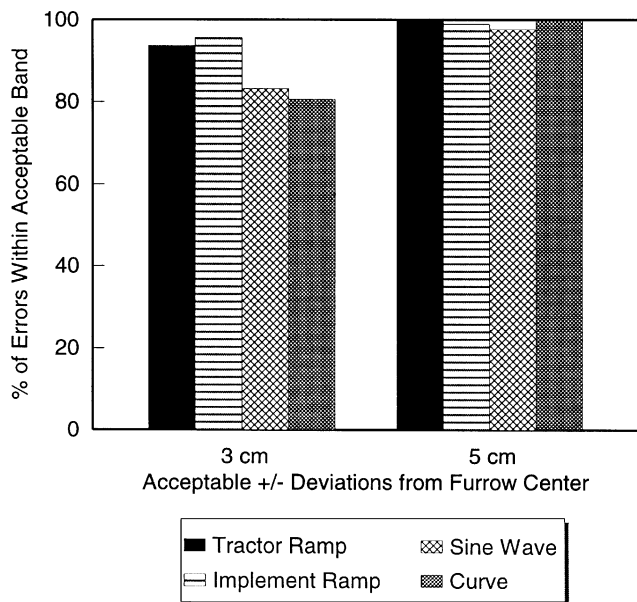 % of Errors Within Acceptable Band
100
80
60
40
20
0
3 cm
5 cm
Acceptable +/- Deviations from Furrow Center
Tractor Ramp
Sine Wave
Implement Ramp
Curve